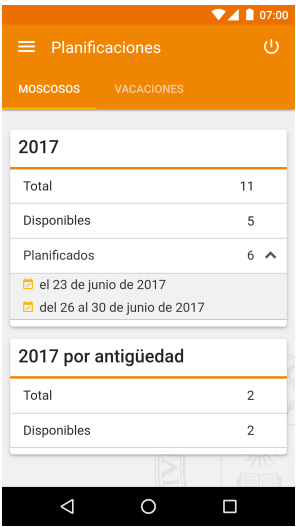 07:00
Planificaciones
MOSCOSOS VACACIONES
2017
Total 11
Disponibles 5
Planificados 6
el 23 de junio de 2017
del 26 al 30 de junio de 2017
2017 por antigüedad
Total 2
Disponibles 2